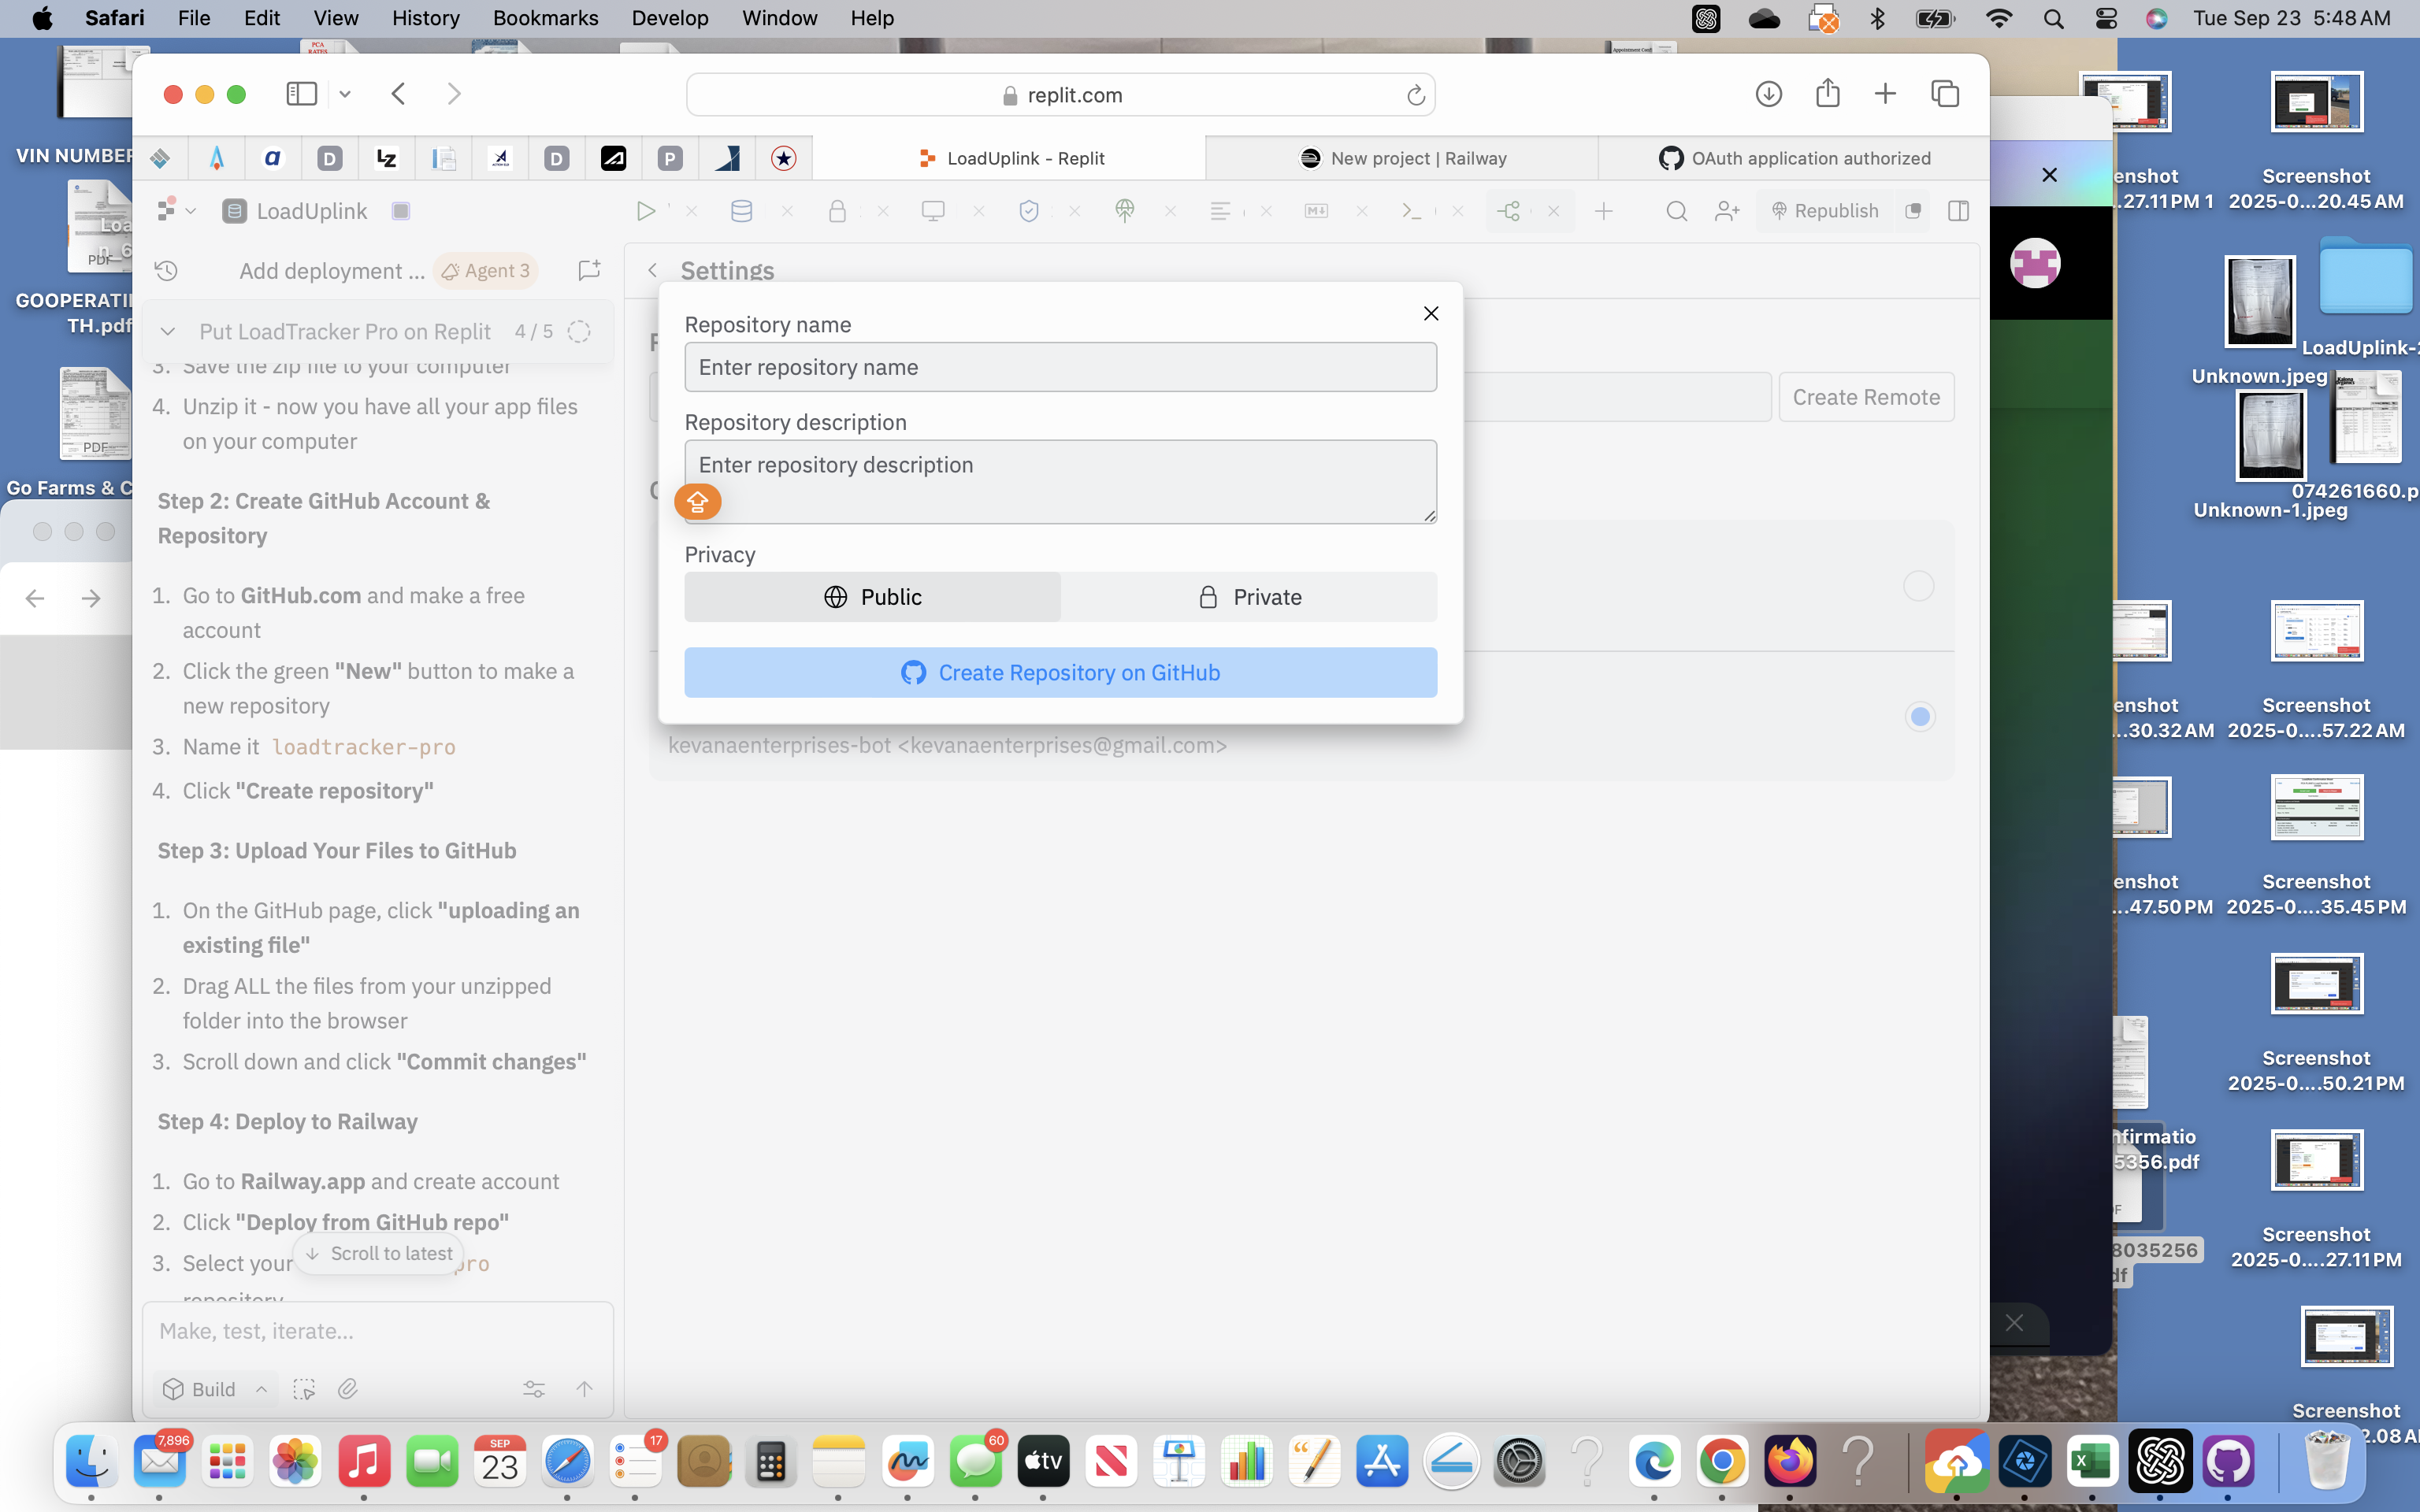 Safari File Edit View History Bookmarks Develop Window Help
Tue Sep 23 5:48 AM
replit.com
LoadUplink - Replit
New project | Railway
OAuth application authorized
LoadUplink
Republish
Add deployment ...
Agent 3
Put LoadTracker Pro on Replit 4 / 5
3. Save the zip file to your computer
4. Unzip it - now you have all your app files
on your computer
Step 2: Create GitHub Account &
Repository
1. Go to GitHub.com and make a free
account
2. Click the green "New" button to make a
new repository
3. Name it loadtracker-pro
4. Click "Create repository"
Step 3: Upload Your Files to GitHub
1. On the GitHub page, click "uploading an
existing file"
2. Drag ALL the files from your unzipped
folder into the browser
3. Scroll down and click "Commit changes"
Step 4: Deploy to Railway
1. Go to Railway.app and create account
2. Click "Deploy from GitHub repo"
3. Select your
pro
repository
Scroll to latest
Make, test, iterate...
Build
Settings
Create Remote
Repository name
Enter repository name
Repository description
Enter repository description
Privacy
Public
Private
Create Repository on GitHub
kevanaenterprises-bot <kevanaenterprises@gmail.com>
VIN NUMBER
Loa
n_6
PDF
GOOPERATI
TH.pdf
PDF
Go Farms & C
PCA
RATES
enshot
...27.11 PM 1
Screenshot
2025-0...20.45 AM
LoadUplink-
Unknown.jpeg
074261660.p
Unknown-1.jpeg
enshot
...30.32 AM
Screenshot
2025-0....57.22 AM
enshot
...47.50 PM
Screenshot
2025-0....35.45 PM
Screenshot
2025-0....50.21 PM
nfirmatio
5356.pdf
Screenshot
2025-0....27.11 PM
8035256
df
Screenshot
2.08 A
7,896
SEP
23
17
60
tv